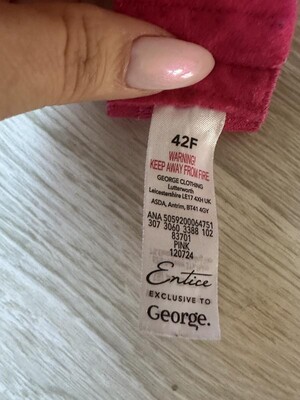 42F
WARNING!
KEEP AWAY FROM FIRE
GEORGE CLOTHING
Lutterworth
Leicestershire LE17 4XH UK
ASDA, Antrim, BT41 4GY
ANA 5059200064751
307 3060 3388 102
83701
PINK
120724
Entice
EXCLUSIVE TO
George.